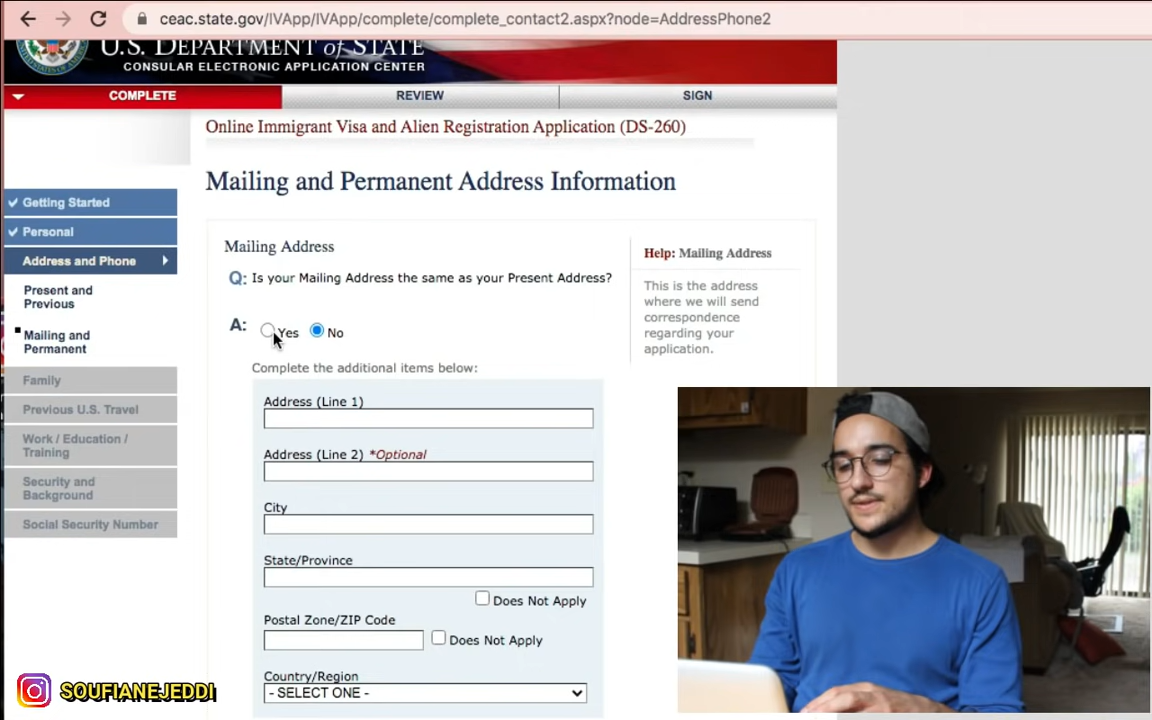 ceac.state.gov/IVApp/IVApp/complete/complete_contact2.aspx?node=AddressPhone2
U.S. DEPARTMENT of STATE
CONSULAR ELECTRONIC APPLICATION CENTER
COMPLETE
REVIEW
SIGN
Online Immigrant Visa and Alien Registration Application (DS-260)
Mailing and Permanent Address Information
Getting Started
Personal
Address and Phone
Present and
Previous
Mailing and
Permanent
Family
Previous U.S. Travel
Work / Education /
Training
Security and
Background
Social Security Number
Mailing Address
Q: Is your Mailing Address the same as your Present Address?
A: Yes No
Complete the additional items below:
Address (Line 1)
Address (Line 2) *Optional
City
State/Province
Does Not Apply
Postal Zone/ZIP Code
Does Not Apply
Country/Region
- SELECT ONE -
Help: Mailing Address
This is the address
where we will send
correspondence
regarding your
application.
SOUFIANEJEDDI